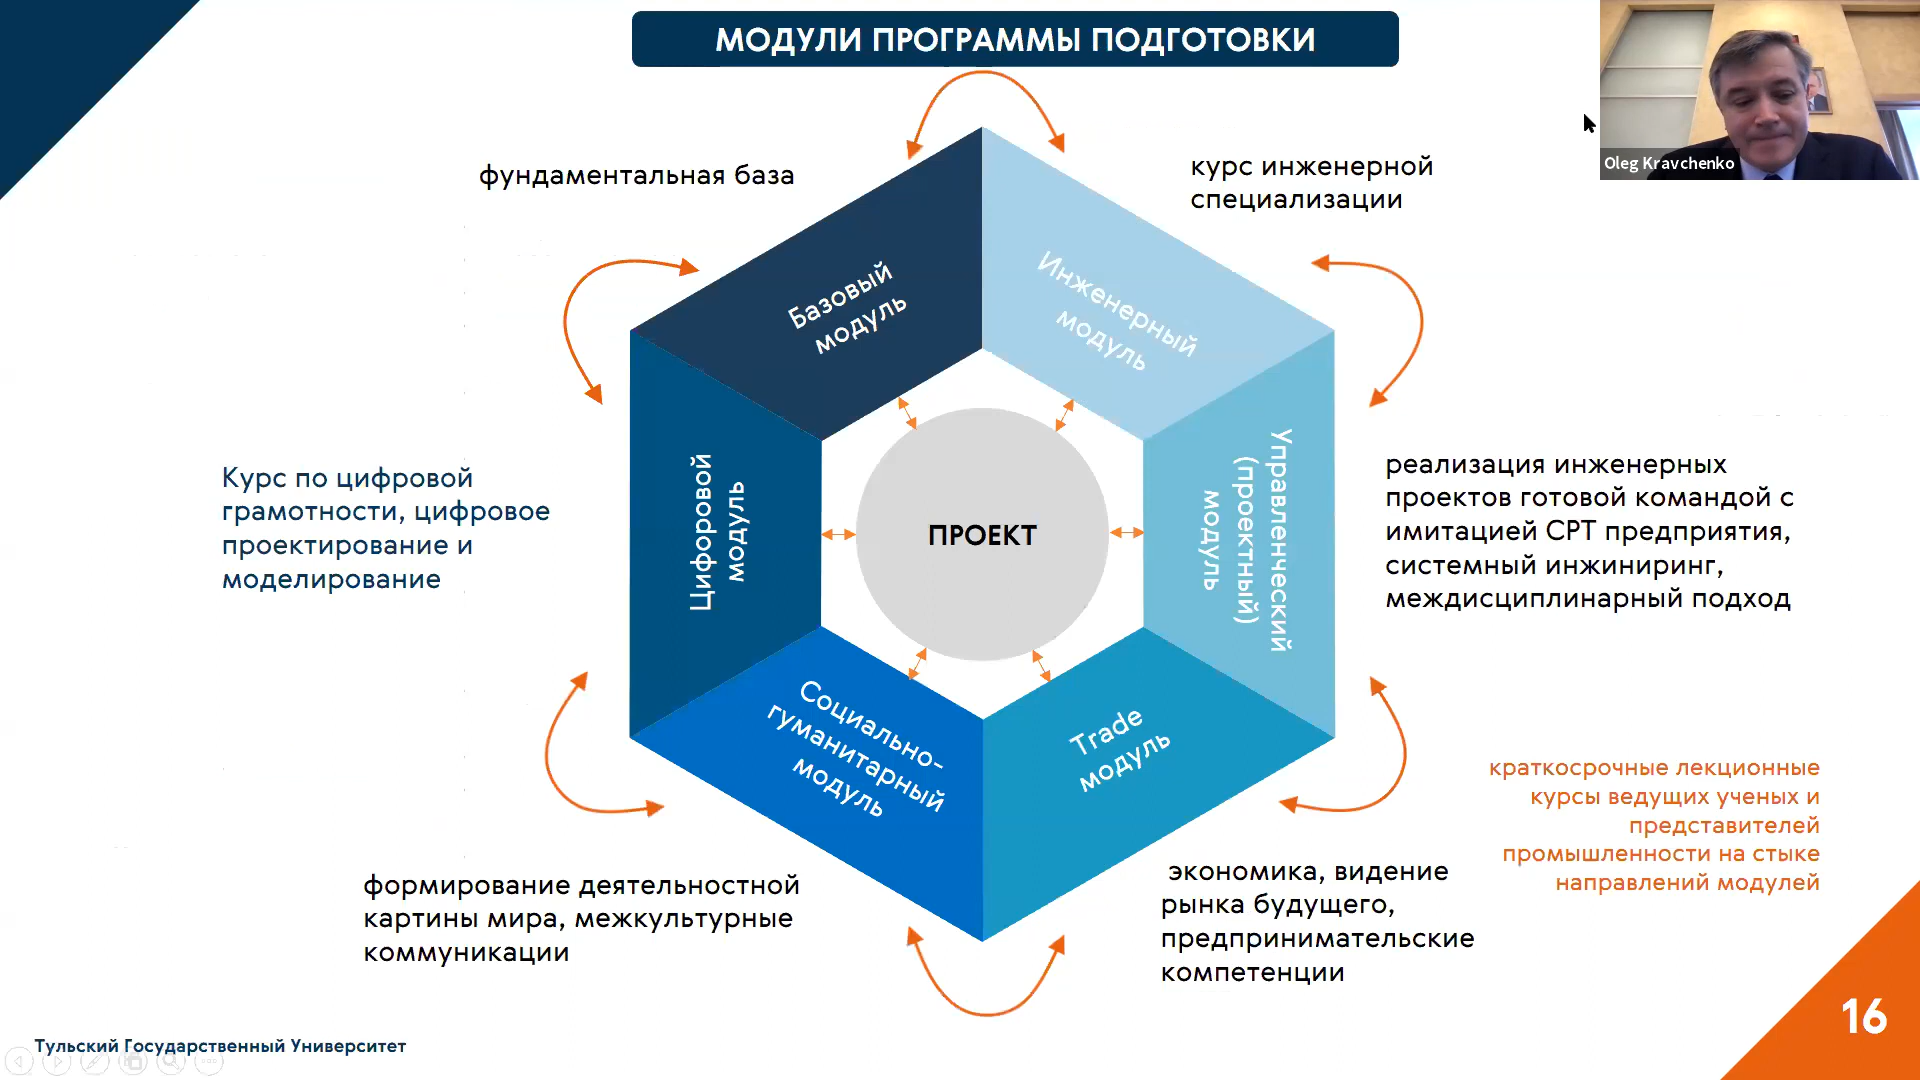 МОДУЛИ ПРОГРАММЫ ПОДГОТОВКИ
Oleg Kravchenko
фундаментальная база
курс инженерной
специализации
Базовый
модуль
Инженерный
модуль
Курс по цифровой
грамотности, цифровое
проектирование и
моделирование
Цифоровой
модуль
ПРОЕКТ
Управленческий
(проектный)
модуль
реализация инженерных
проектов готовой командой с
имитацией СРТ предприятия,
системный инжиниринг,
междисциплинарный подход
Социально-
гуманитарный
модуль
Trade
модуль
краткосрочные лекционные
курсы ведущих ученых и
представителей
промышленности на стыке
направлений модулей
формирование деятельностной
картины мира, межкультурные
коммуникации
экономика, видение
рынка будущего,
предпринимательские
компетенции
16
Тульский Государственный Университет